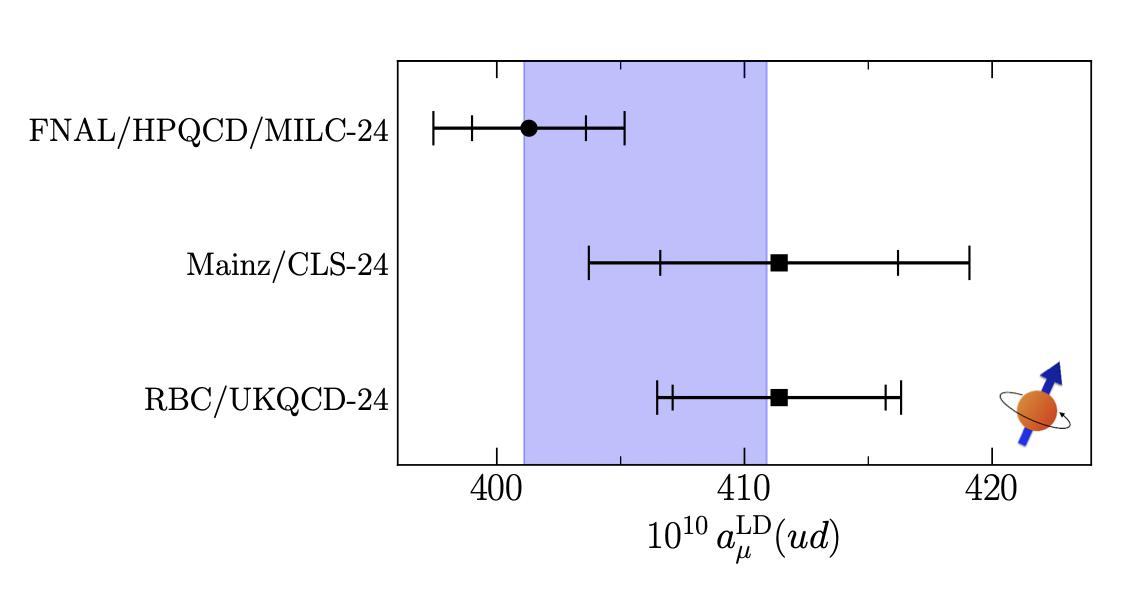 FNAL/HPQCD/MILC-24
Mainz/CLS-24
RBC/UKQCD-24
400 410 420
10^{10} a_μ^{LD}(ud)